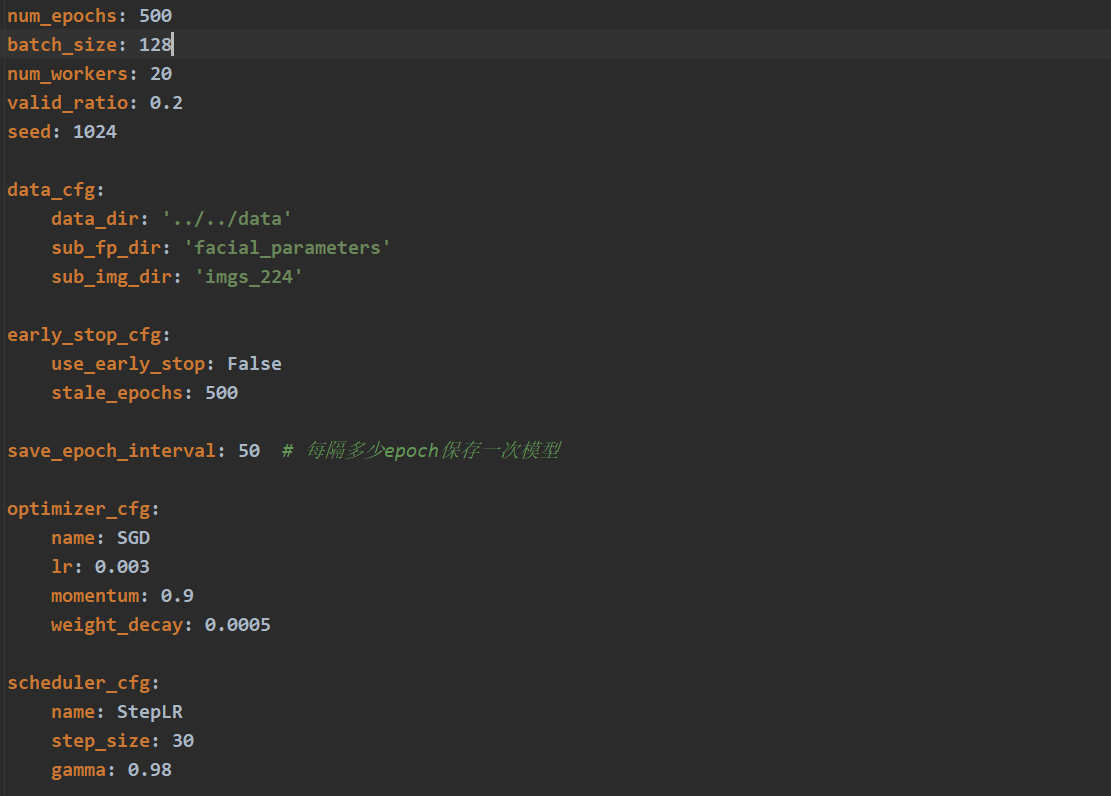 num_epochs: 500
batch_size: 128
num_workers: 20
valid_ratio: 0.2
seed: 1024
data_cfg:
    data_dir: '../../data'
    sub_fp_dir: 'facial_parameters'
    sub_img_dir: 'imgs_224'
early_stop_cfg:
    use_early_stop: False
    stale_epochs: 500
save_epoch_interval: 50  # 每隔多少epoch保存一次模型
optimizer_cfg:
    name: SGD
    lr: 0.003
    momentum: 0.9
    weight_decay: 0.0005
scheduler_cfg:
    name: StepLR
    step_size: 30
    gamma: 0.98